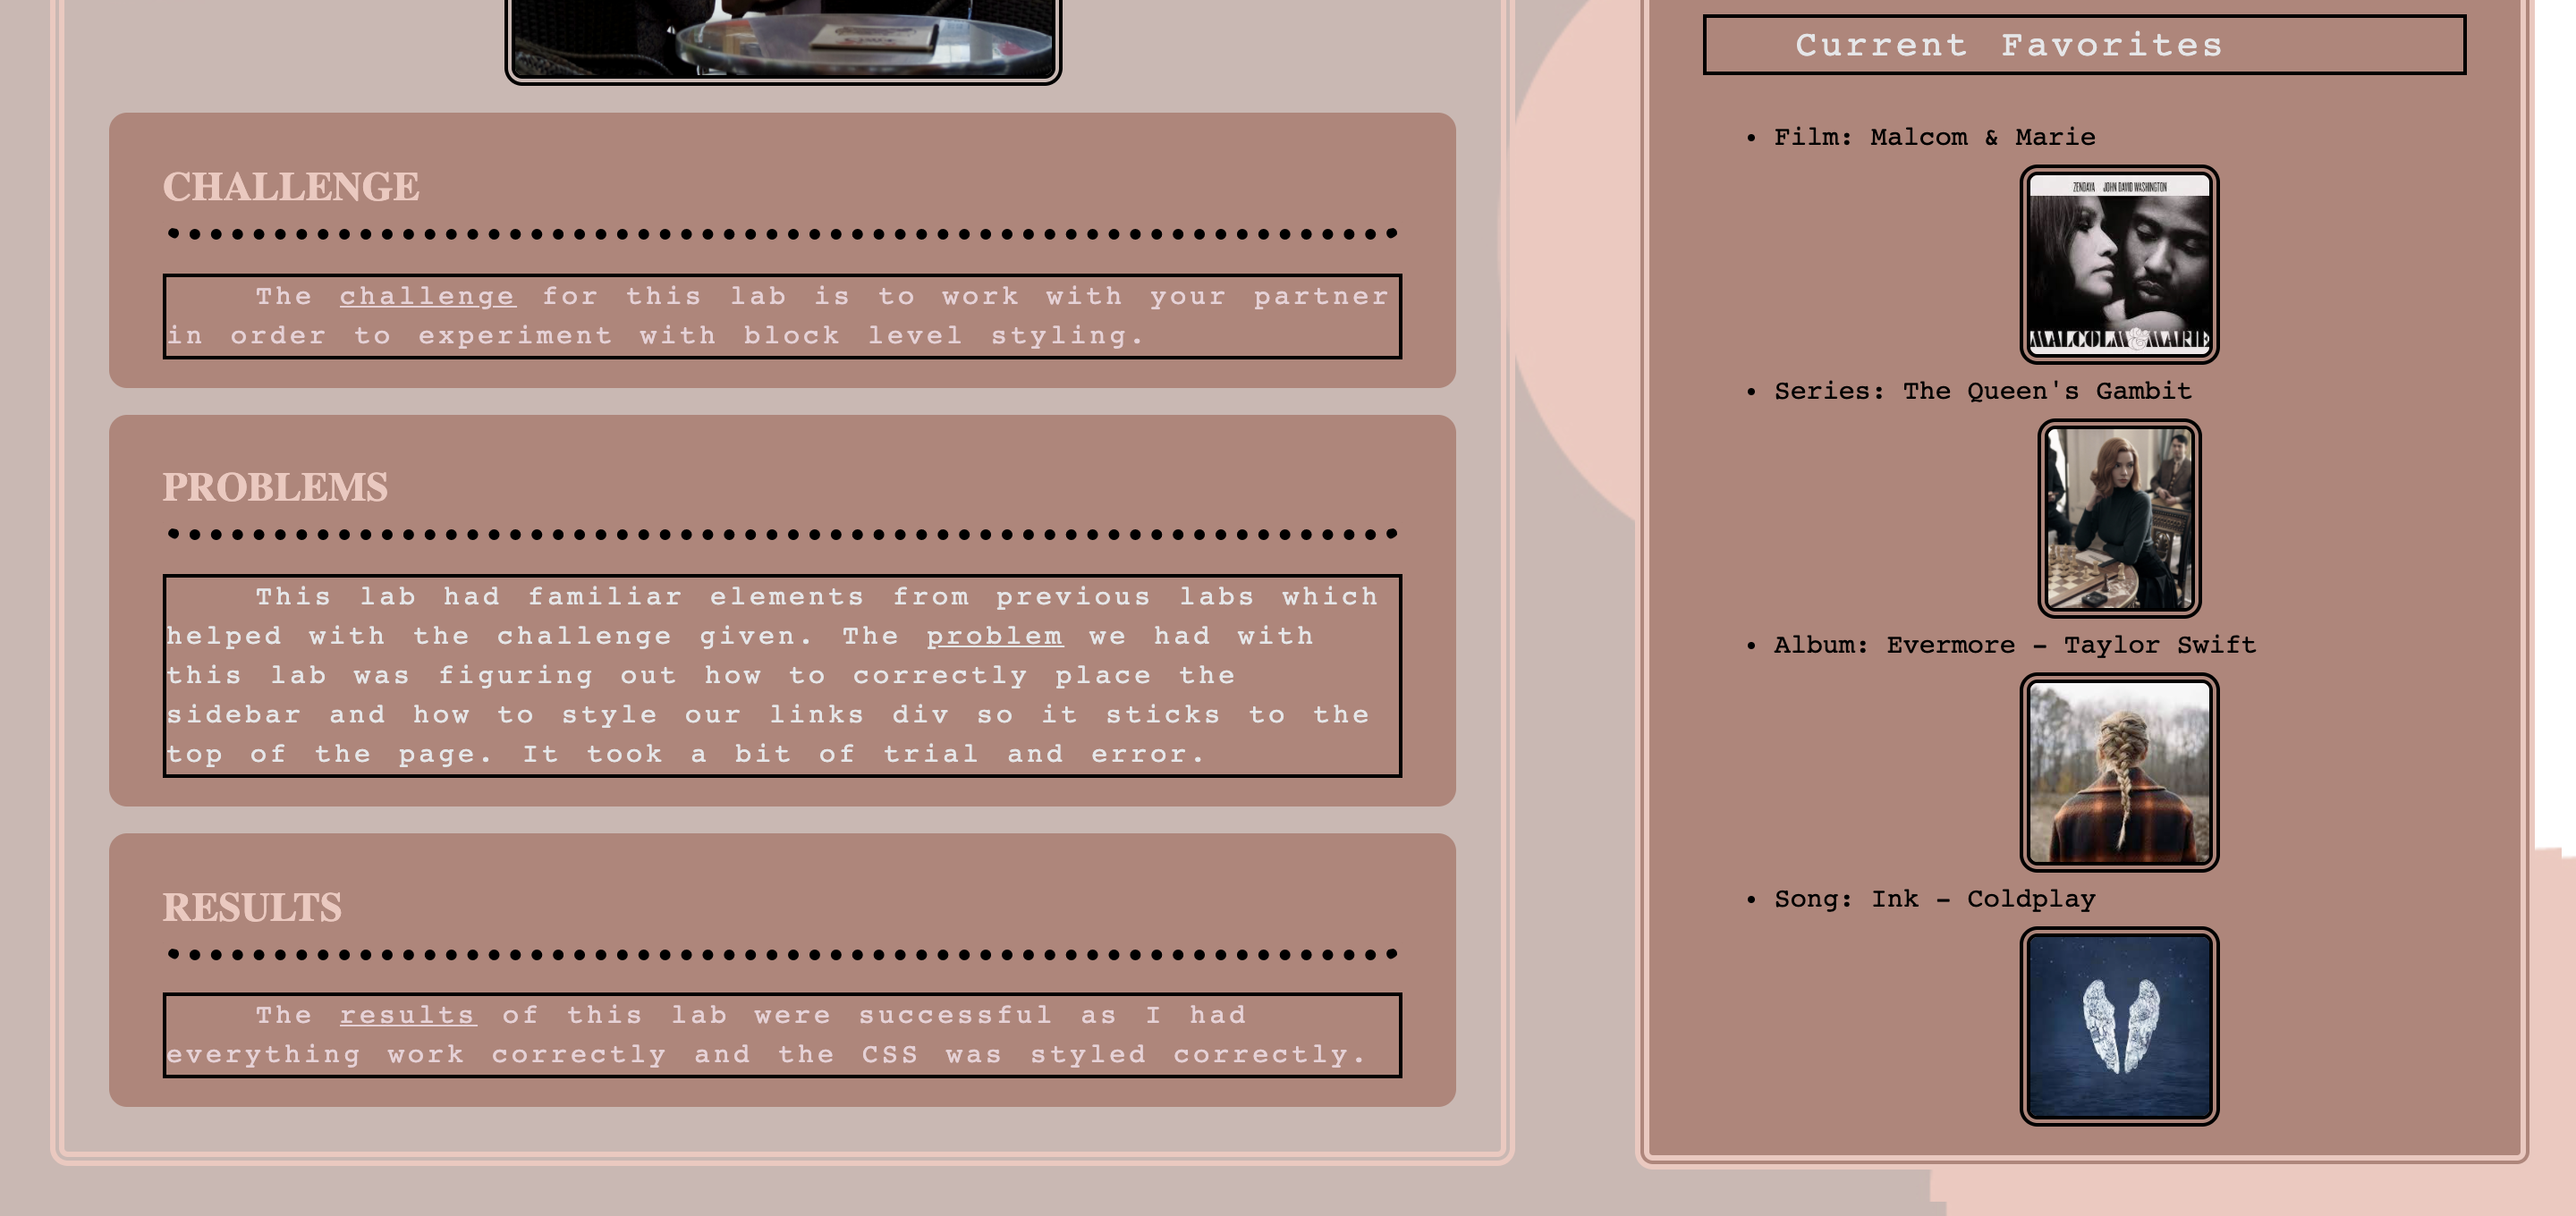 CHALLENGE
The challenge for this lab is to work with your partner
in order to experiment with block level styling.
PROBLEMS
This lab had familiar elements from previous labs which
helped with the challenge given. The problem we had with
this lab was figuring out how to correctly place the
sidebar and how to style our links div so it sticks to the
top of the page. It took a bit of trial and error.
RESULTS
The results of this lab were successful as I had
everything work correctly and the CSS was styled correctly.
Current Favorites
• Film: Malcom & Marie
ZENDAYA JOHN DAVID WASHINGTON
MALCOLM & MARIE
• Series: The Queen's Gambit
• Album: Evermore - Taylor Swift
• Song: Ink - Coldplay